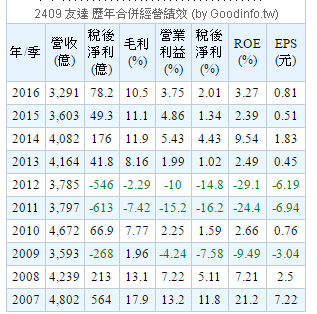 2409 友達 歷年合併經營績效 (by Goodinfo.tw)
年/季 營收 (億) 稅後 淨利 (億) 毛利 (%) 營業 利益 (%) 稅後 淨利 (%) ROE (%) EPS (元)
2016 3,291 78.2 10.5 3.75 2.01 3.27 0.81
2015 3,603 49.3 11.1 4.86 1.34 2.39 0.51
2014 4,082 176 11.9 5.43 4.43 9.54 1.83
2013 4,164 41.8 8.16 1.99 1.02 2.49 0.45
2012 3,785 -546 -2.29 -10 -14.8 -29.1 -6.19
2011 3,797 -613 -7.42 -15.2 -16.2 -24.4 -6.94
2010 4,672 66.9 7.77 2.25 1.59 2.66 0.76
2009 3,593 -268 1.96 -4.24 -7.58 -9.49 -3.04
2008 4,239 213 13.1 7.22 5.11 7.21 2.5
2007 4,802 564 17.9 13.2 11.8 21.2 7.22